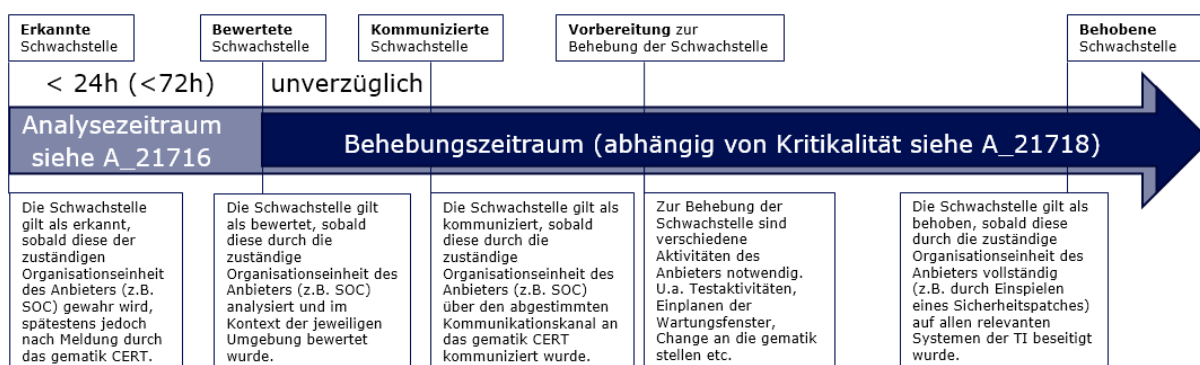 Erkannte
Schwachstelle
Bewertete
Schwachstelle
Kommunizierte
Schwachstelle
Vorbereitung zur
Behebung der Schwachstelle
Behobene
Schwachstelle
< 24h (<72h)
unverzüglich
Analysezeitraum
siehe A_21716
Behebungszeitraum (abhängig von Kritikalität siehe A_21718)
Die Schwachstelle
gilt als erkannt,
sobald diese der
zuständigen
Organisationseinheit
des Anbieters (z.B.
SOC) gewahr wird,
spätestens jedoch
nach Meldung durch
das gematik CERT.
Die Schwachstelle gilt
als bewertet, sobald
diese durch die
zuständige
Organisationseinheit des
Anbieters (z.B. SOC)
analysiert und im
Kontext der jeweiligen
Umgebung bewertet
wurde.
Die Schwachstelle gilt als
kommuniziert, sobald
diese durch die
zuständige
Organisationseinheit des
Anbieters (z.B. SOC)
über den abgestimmten
Kommunikationskanal an
das gematik CERT
kommuniziert wurde.
Zur Behebung der
Schwachstelle sind
verschiedene
Aktivitäten des
Anbieters notwendig.
U.a. Testaktivitäten,
Einplanen der
Wartungsfenster,
Change an die gematik
stellen etc.
Die Schwachstelle gilt als
behoben, sobald diese
durch die zuständige
Organisationseinheit des
Anbieters vollständig
(z.B. durch Einspielen
eines Sicherheitspatches)
auf allen relevanten
Systemen der TI beseitigt
wurde.